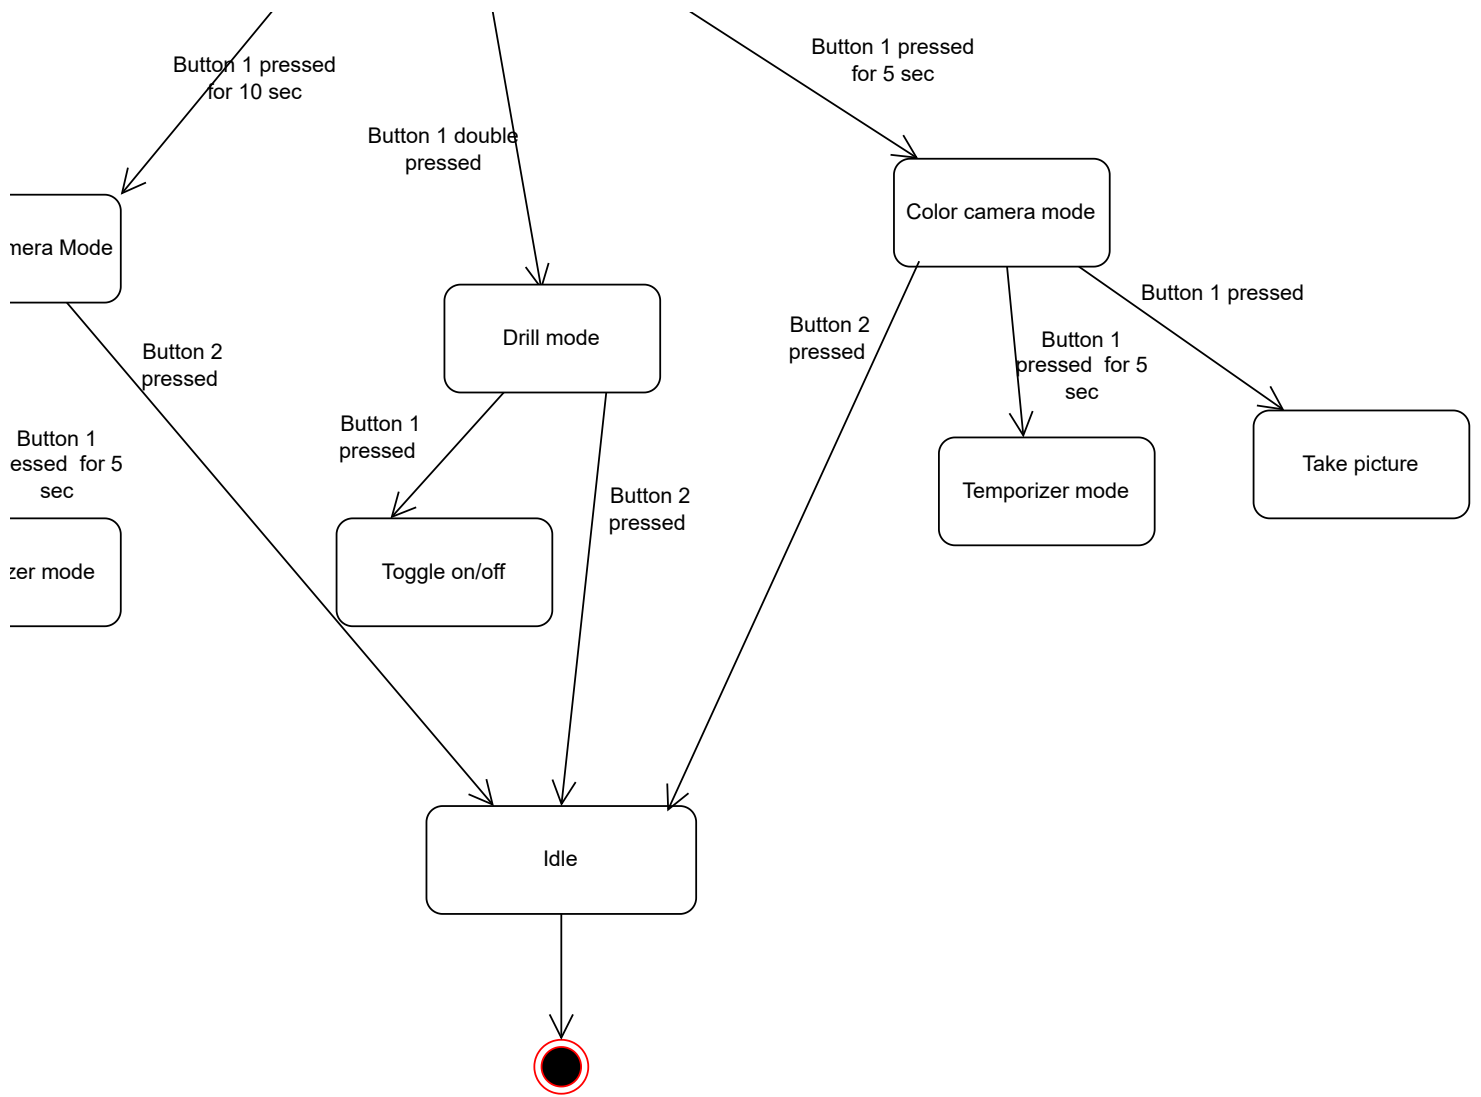 Button 1 pressed
for 10 sec
Button 1 double
pressed
Button 1 pressed
for 5 sec
mera Mode
Color camera mode
Drill mode
Button 2
pressed
Button 1
essed  for 5
sec
zer mode
Button 1
pressed
Toggle on/off
Button 2
pressed
Button 2
pressed
Button 1
pressed  for 5
sec
Button 1 pressed
Temporizer mode
Take picture
Idle